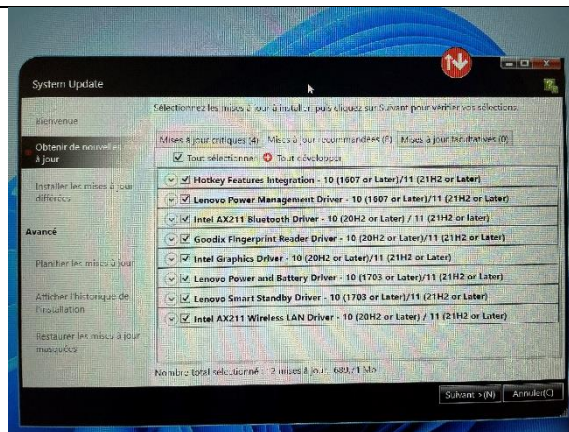 System Update
Sélectionnez les mises à jour à installer, puis cliquez sur Suivant pour vérifier vos sélections.
Bienvenue
Obtenir de nouvelles mises
à jour
Installer les mises à jour
différées
Avancé
Planifier les mises à jour
Afficher l'historique de
l'installation
Restaurer les mises à jour
masquées
Mises à jour critiques (4) Mises à jour recommandées (8) Mises à jour facultatives (0)
Tout sélectionner Tout développer
Hotkey Features Integration - 10 (1607 or Later)/11 (21H2 or Later)
Lenovo Power Management Driver - 10 (1607 or Later)/11 (21H2 or Later)
Intel AX211 Bluetooth Driver - 10 (20H2 or Later) / 11 (21H2 or later)
Goodix Fingerprint Reader Driver - 10 (20H2 or Later)/11 (21H2 or Later)
Intel Graphics Driver - 10 (20H2 or Later)/11 (21H2 or Later)
Lenovo Power and Battery Driver - 10 (1703 or Later)/11 (21H2 or Later)
Lenovo Smart Standby Driver - 10 (1703 or Later)/11 (21H2 or Later)
Intel AX211 Wireless LAN Driver - 10 (20H2 or Later) / 11 (21H2 or Later)
Nombre total sélectionné : mises à jour,
Suivant >(N) Annuler(C)